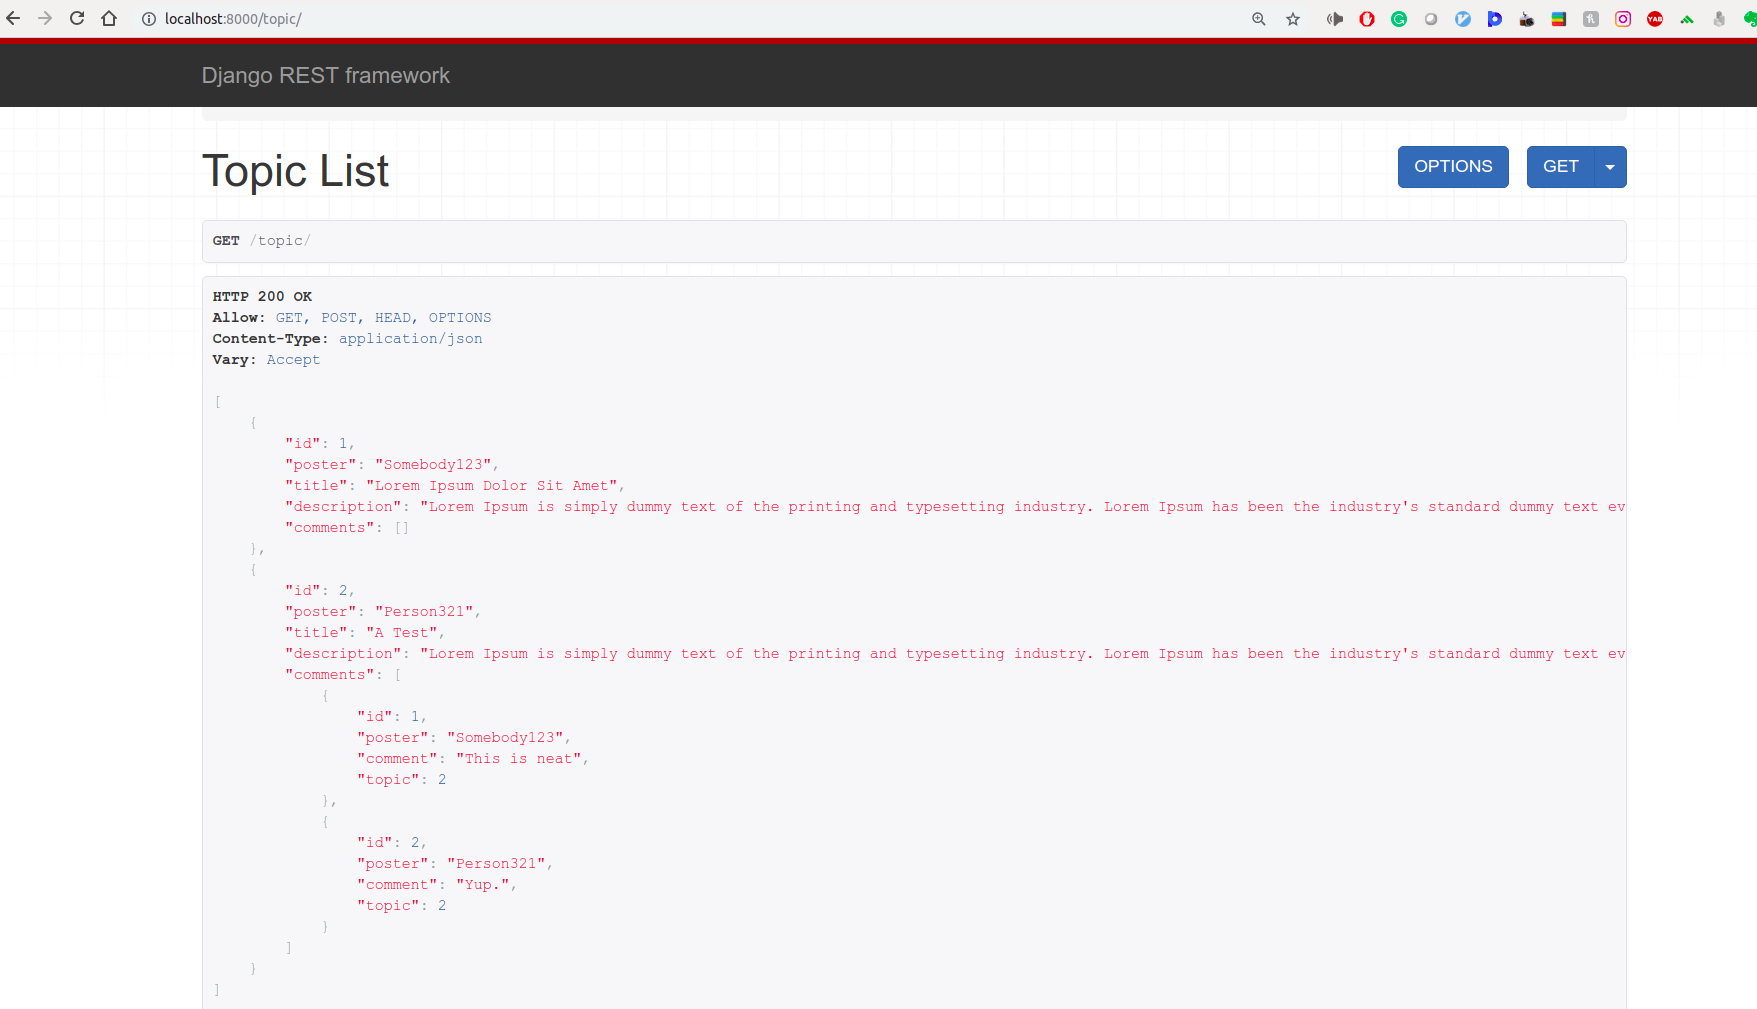 localhost:8000/topic/
Django REST framework
Topic List
OPTIONS
GET
GET /topic/
HTTP 200 OK
Allow: GET, POST, HEAD, OPTIONS
Content-Type: application/json
Vary: Accept
[
    {
        "id": 1,
        "poster": "Somebody123",
        "title": "Lorem Ipsum Dolor Sit Amet",
        "description": "Lorem Ipsum is simply dummy text of the printing and typesetting industry. Lorem Ipsum has been the industry's standard dummy text ev
        "comments": []
    },
    {
        "id": 2,
        "poster": "Person321",
        "title": "A Test",
        "description": "Lorem Ipsum is simply dummy text of the printing and typesetting industry. Lorem Ipsum has been the industry's standard dummy text ev
        "comments": [
            {
                "id": 1,
                "poster": "Somebody123",
                "comment": "This is neat",
                "topic": 2
            },
            {
                "id": 2,
                "poster": "Person321",
                "comment": "Yup.",
                "topic": 2
            }
        ]
    }
]